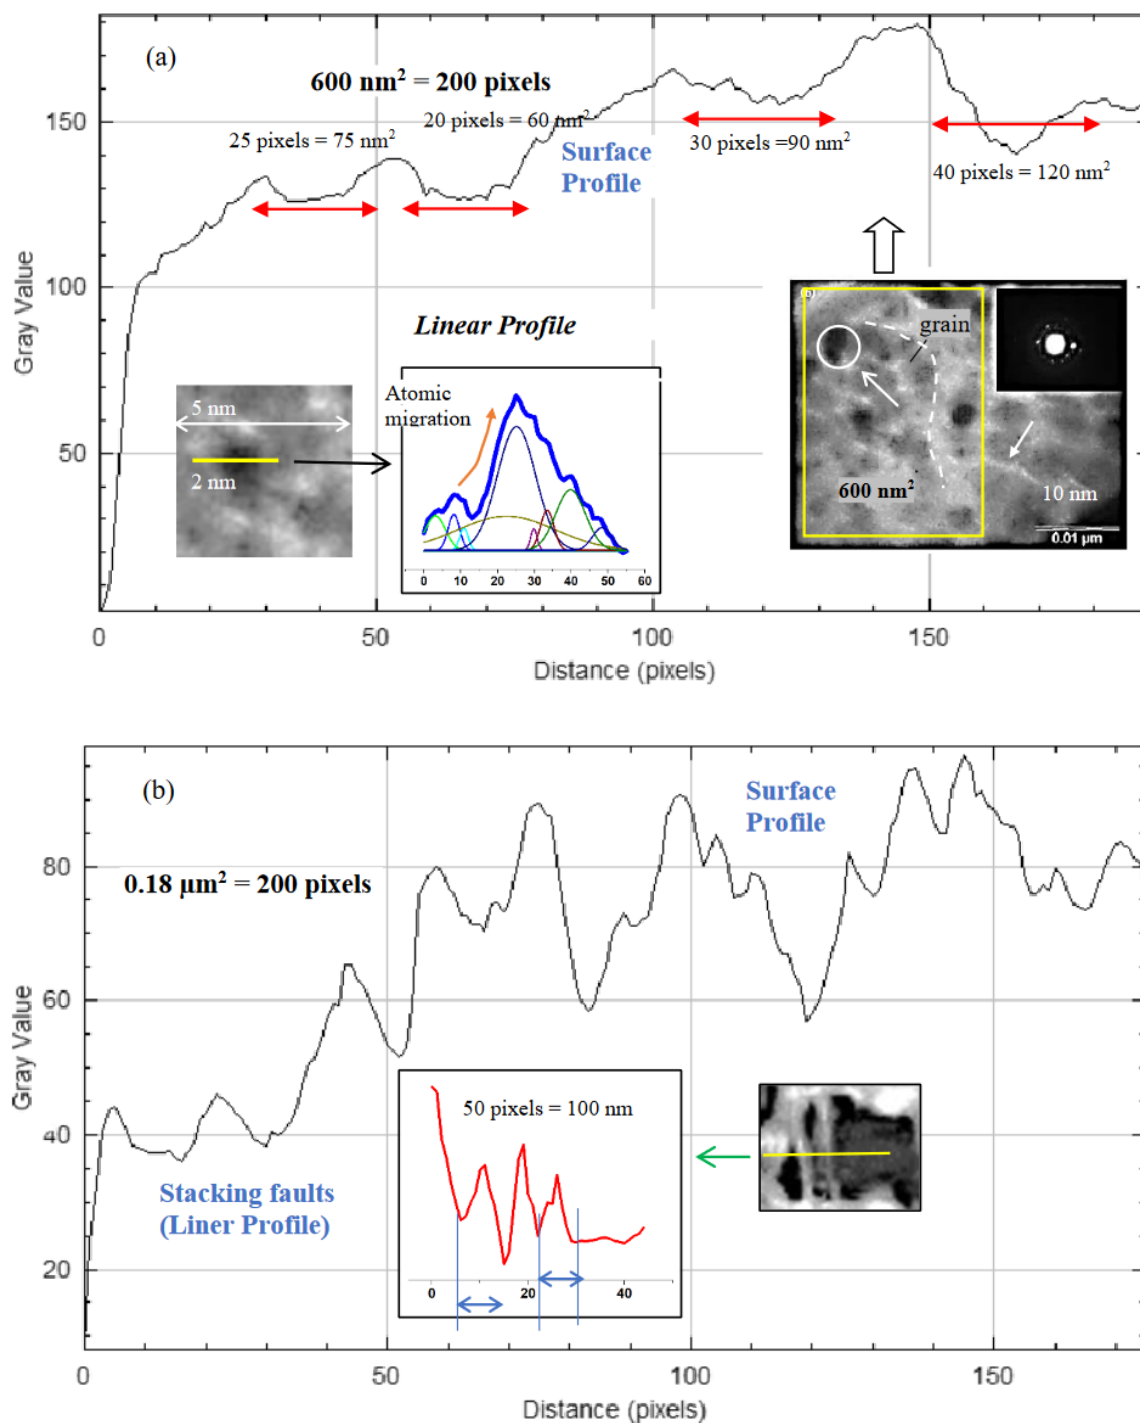 (a)
600 nm² = 200 pixels
25 pixels = 75 nm²
20 pixels = 60 nm²
30 pixels =90 nm²
40 pixels = 120 nm²
Surface
Profile
150
100
50
Gray Value
Linear Profile
5 nm
2 nm
Atomic
migration
0 10 20 30 40 50 60
grain
600 nm²
10 nm
0.01 µm
0 50 100 150
Distance (pixels)
(b)
Surface
Profile
0.18 µm² = 200 pixels
80
60
40
20
Gray Value
50 pixels = 100 nm
Stacking faults
(Liner Profile)
0 20 40
0 50 100 150
Distance (pixels)